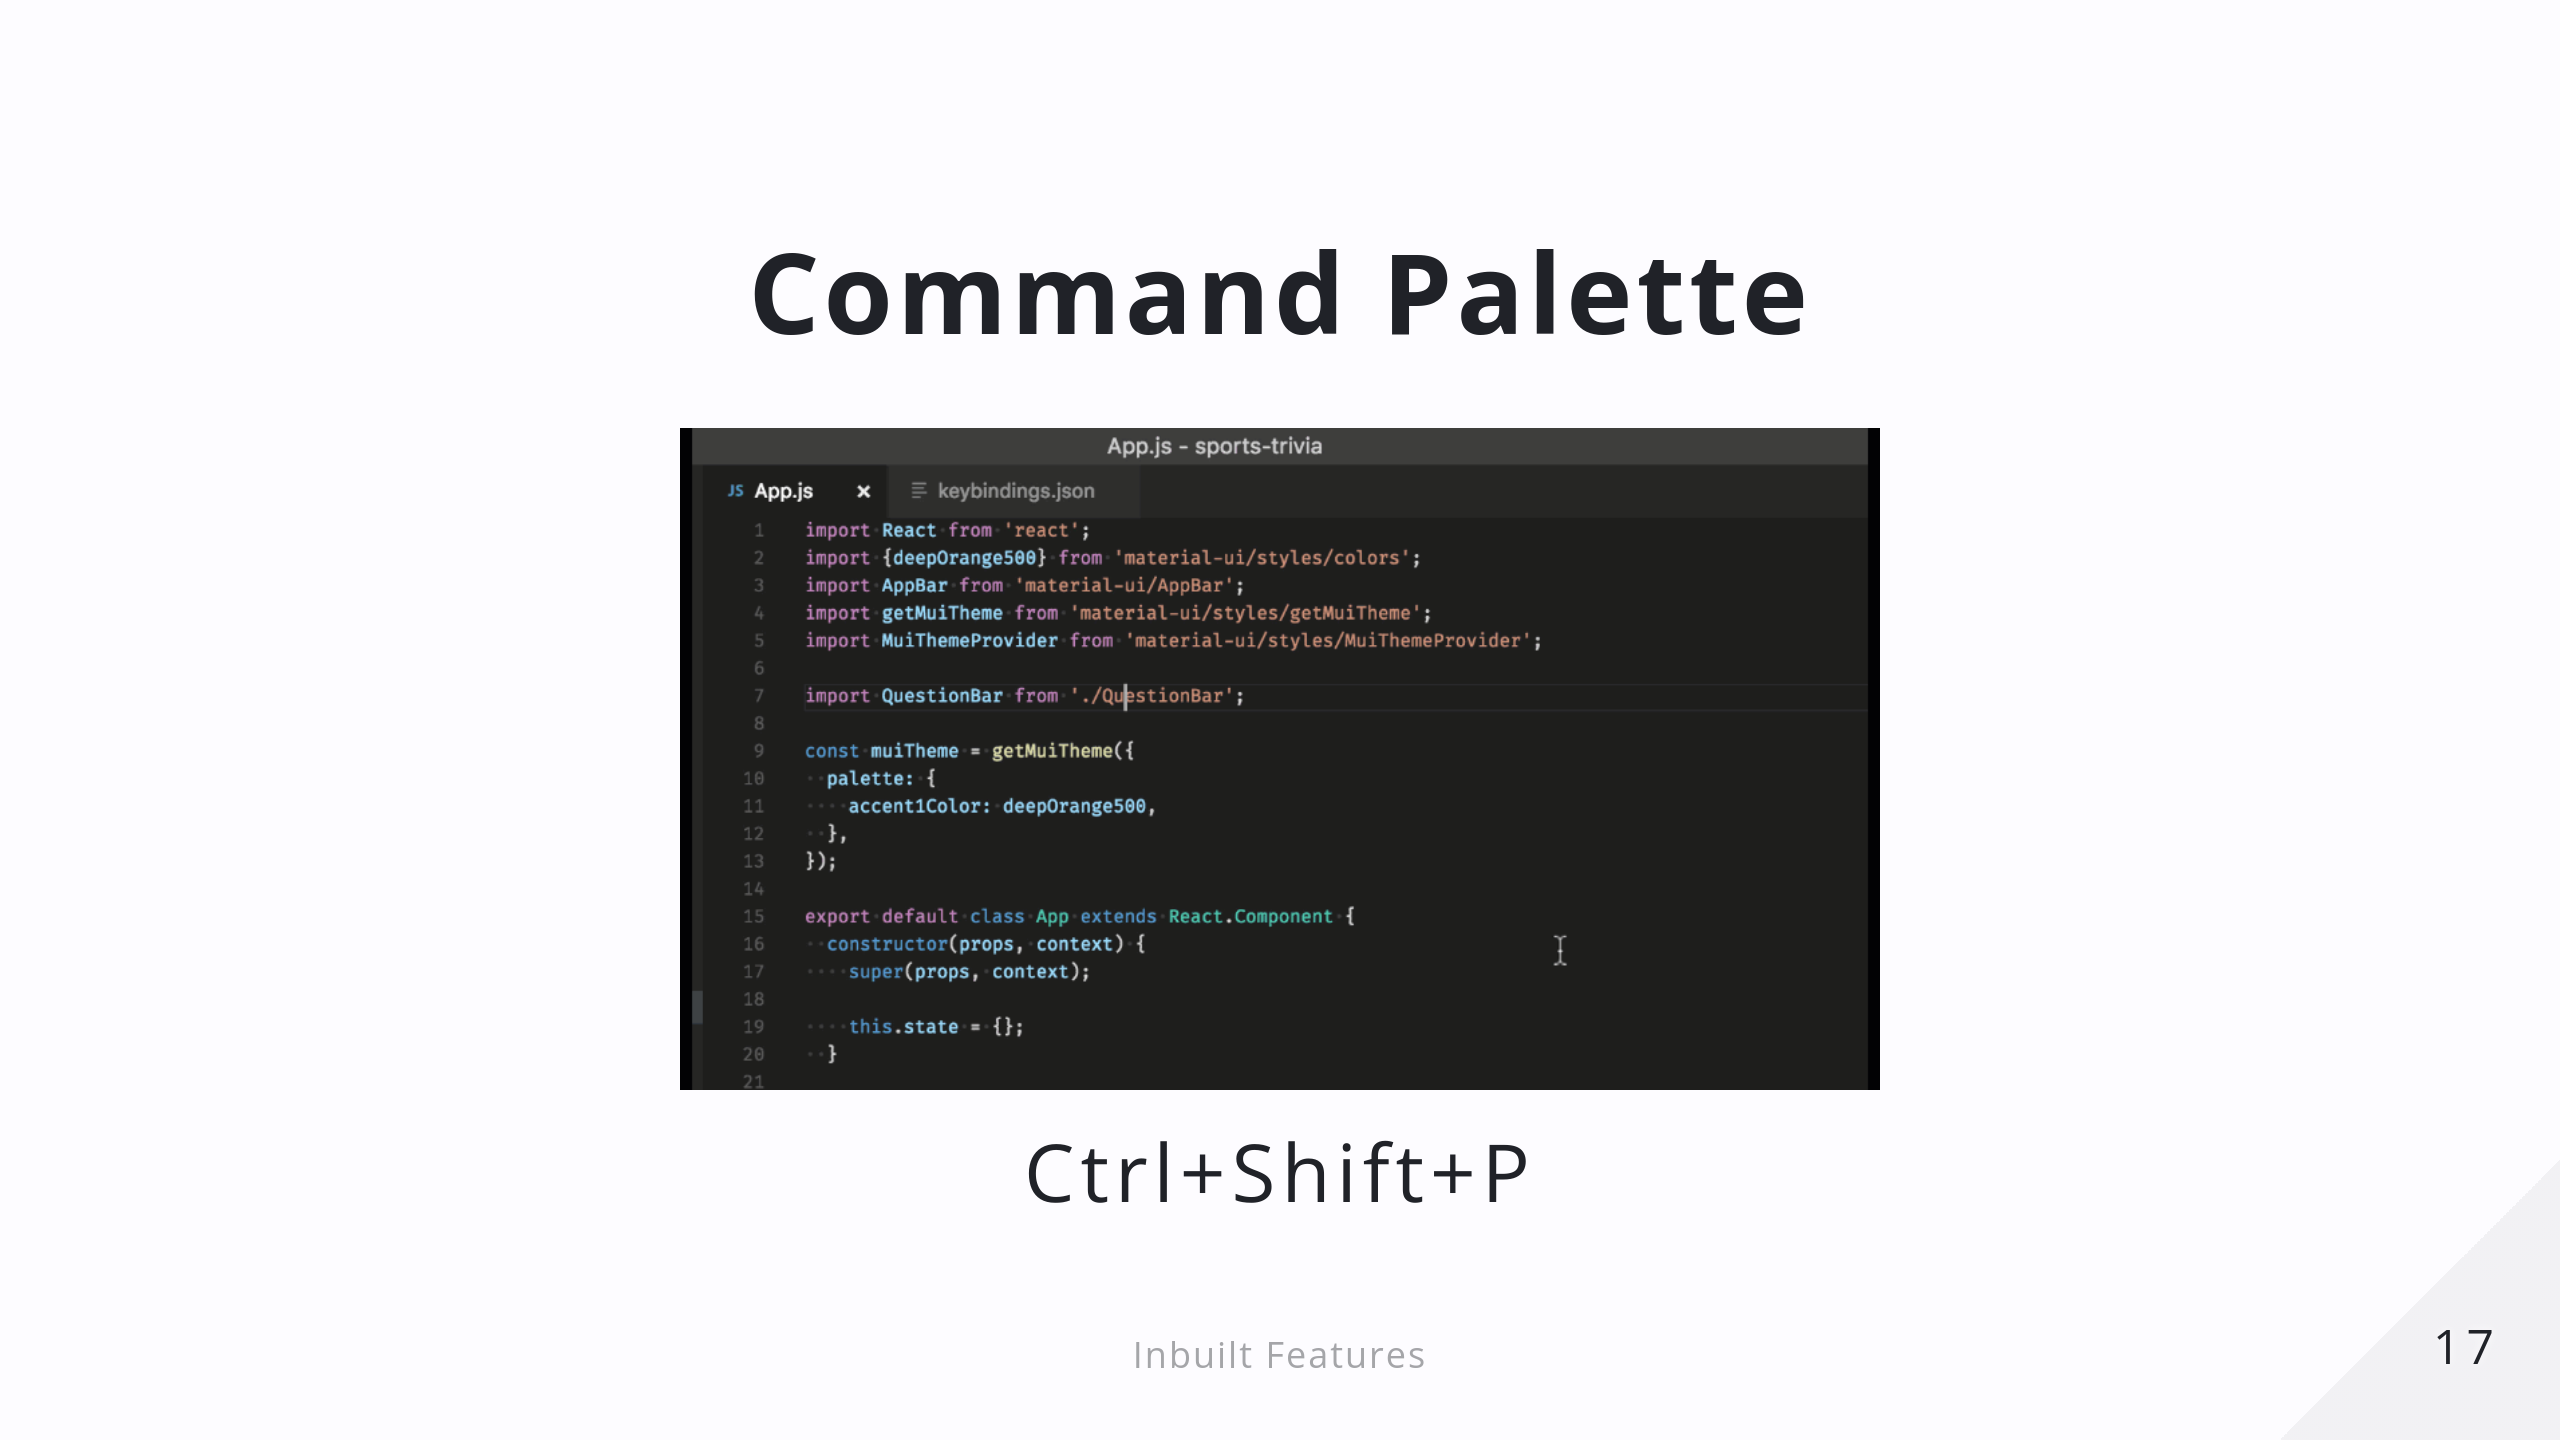 Command Palette
App.js - sports-trivia
JS App.js × keybindings.json
1 import React from 'react';
2 import {deepOrange500} from 'material-ui/styles/colors';
3 import AppBar from 'material-ui/AppBar';
4 import getMuiTheme from 'material-ui/styles/getMuiTheme';
5 import MuiThemeProvider from 'material-ui/styles/MuiThemeProvider';
6
7 import QuestionBar from './QuestionBar';
8
9 const muiTheme = getMuiTheme({
10   palette: {
11     accent1Color: deepOrange500,
12   },
13 });
14
15 export default class App extends React.Component {
16   constructor(props, context) {
17     super(props, context);
18
19     this.state = {};
20   }
21
Ctrl+Shift+P
Inbuilt Features
17